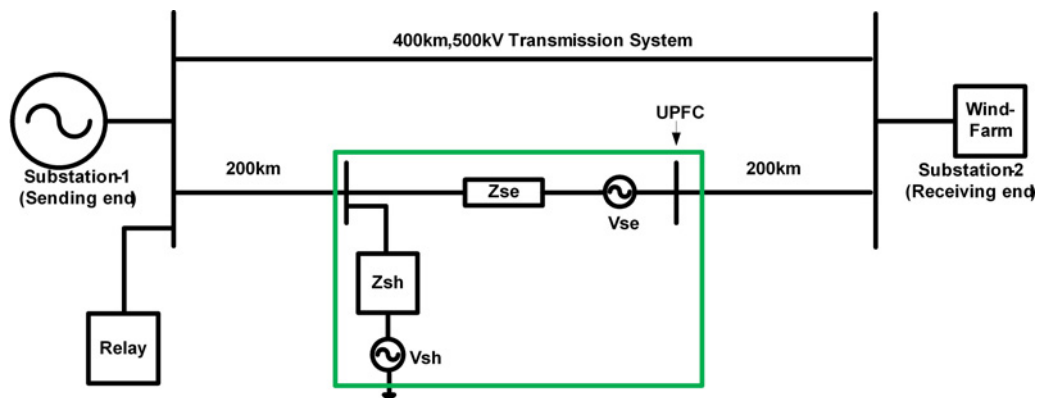 400km,500kV Transmission System
Wind-
Farm
UPFC
Substation-1
(Sending end)
200km
200km
Substation-2
(Receiving end)
Zse
Vse
Zsh
Relay
Vsh